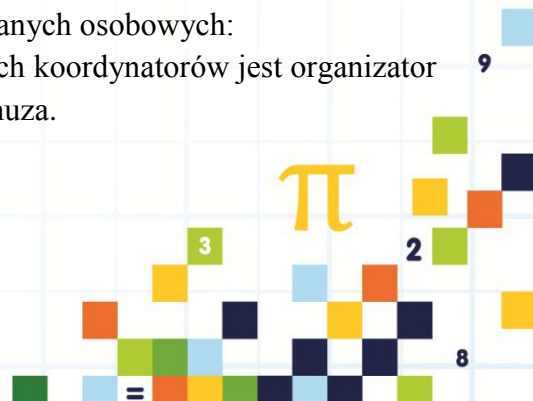 anych osobowych:
ch koordynatorów jest organizator
9
uza.
π
3
2
8
=